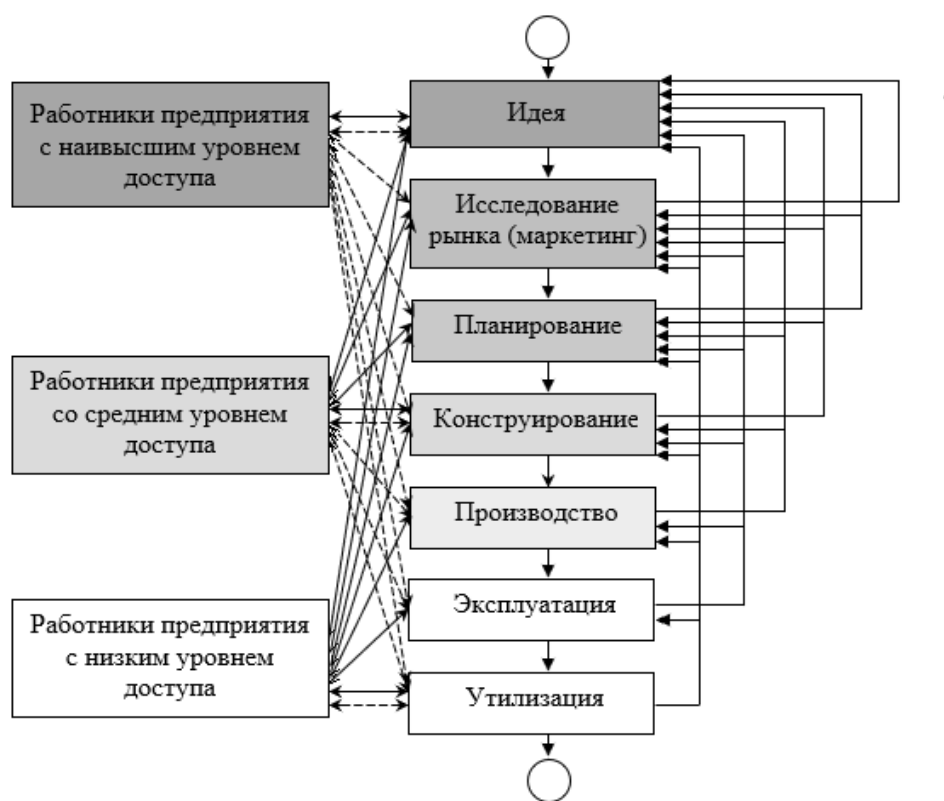 Работники предприятия
с наивысшим уровнем
доступа
Идея
Исследование
рынка (маркетинг)
Планирование
Работники предприятия
со средним уровнем
доступа
Конструирование
Производство
Эксплуатация
Работники предприятия
с низким уровнем
доступа
Утилизация